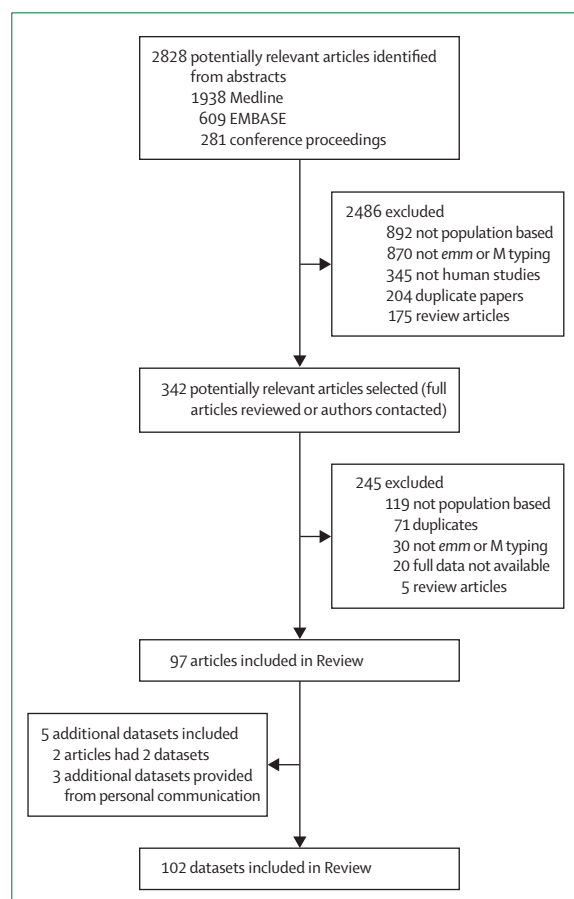 2828 potentially relevant articles identified
from abstracts
1938 Medline
609 EMBASE
281 conference proceedings
2486 excluded
892 not population based
870 not emm or M typing
345 not human studies
204 duplicate papers
175 review articles
342 potentially relevant articles selected (full
articles reviewed or authors contacted)
245 excluded
119 not population based
71 duplicates
30 not emm or M typing
20 full data not available
5 review articles
97 articles included in Review
5 additional datasets included
2 articles had 2 datasets
3 additional datasets provided
from personal communication
102 datasets included in Review